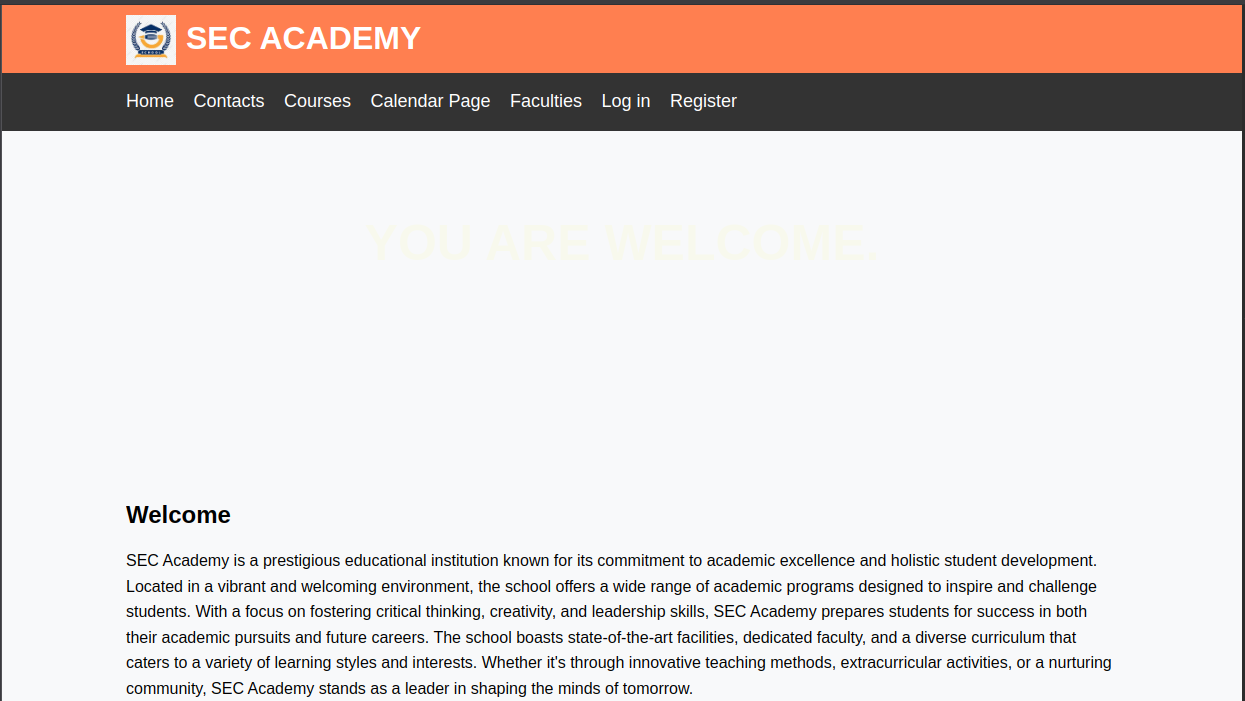 SEC ACADEMY
Home Contacts Courses Calendar Page Faculties Log in Register
YOU ARE WELCOME.
Welcome
SEC Academy is a prestigious educational institution known for its commitment to academic excellence and holistic student development.
Located in a vibrant and welcoming environment, the school offers a wide range of academic programs designed to inspire and challenge
students. With a focus on fostering critical thinking, creativity, and leadership skills, SEC Academy prepares students for success in both
their academic pursuits and future careers. The school boasts state-of-the-art facilities, dedicated faculty, and a diverse curriculum that
caters to a variety of learning styles and interests. Whether it's through innovative teaching methods, extracurricular activities, or a nurturing
community, SEC Academy stands as a leader in shaping the minds of tomorrow.